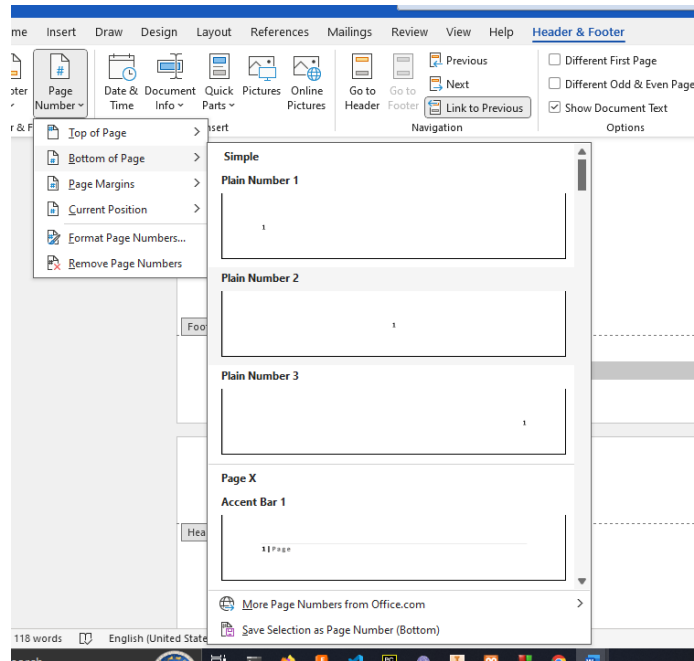 me Insert Draw Design Layout References Mailings Review View Help Header & Footer
Page Number
Date & Time
Document Info
Quick Parts
Pictures
Online Pictures
Go to Header
Go to Footer
Previous
Next
Link to Previous
Different First Page
Different Odd & Even Page
Show Document Text
r & F
nsert
Navigation
Options
Top of Page
Bottom of Page
Page Margins
Current Position
Format Page Numbers...
Remove Page Numbers
Simple
Plain Number 1
1
Plain Number 2
1
Plain Number 3
1
Page X
Accent Bar 1
1 | Page
More Page Numbers from Office.com
Save Selection as Page Number (Bottom)
Foo
Hea
118 words English (United State